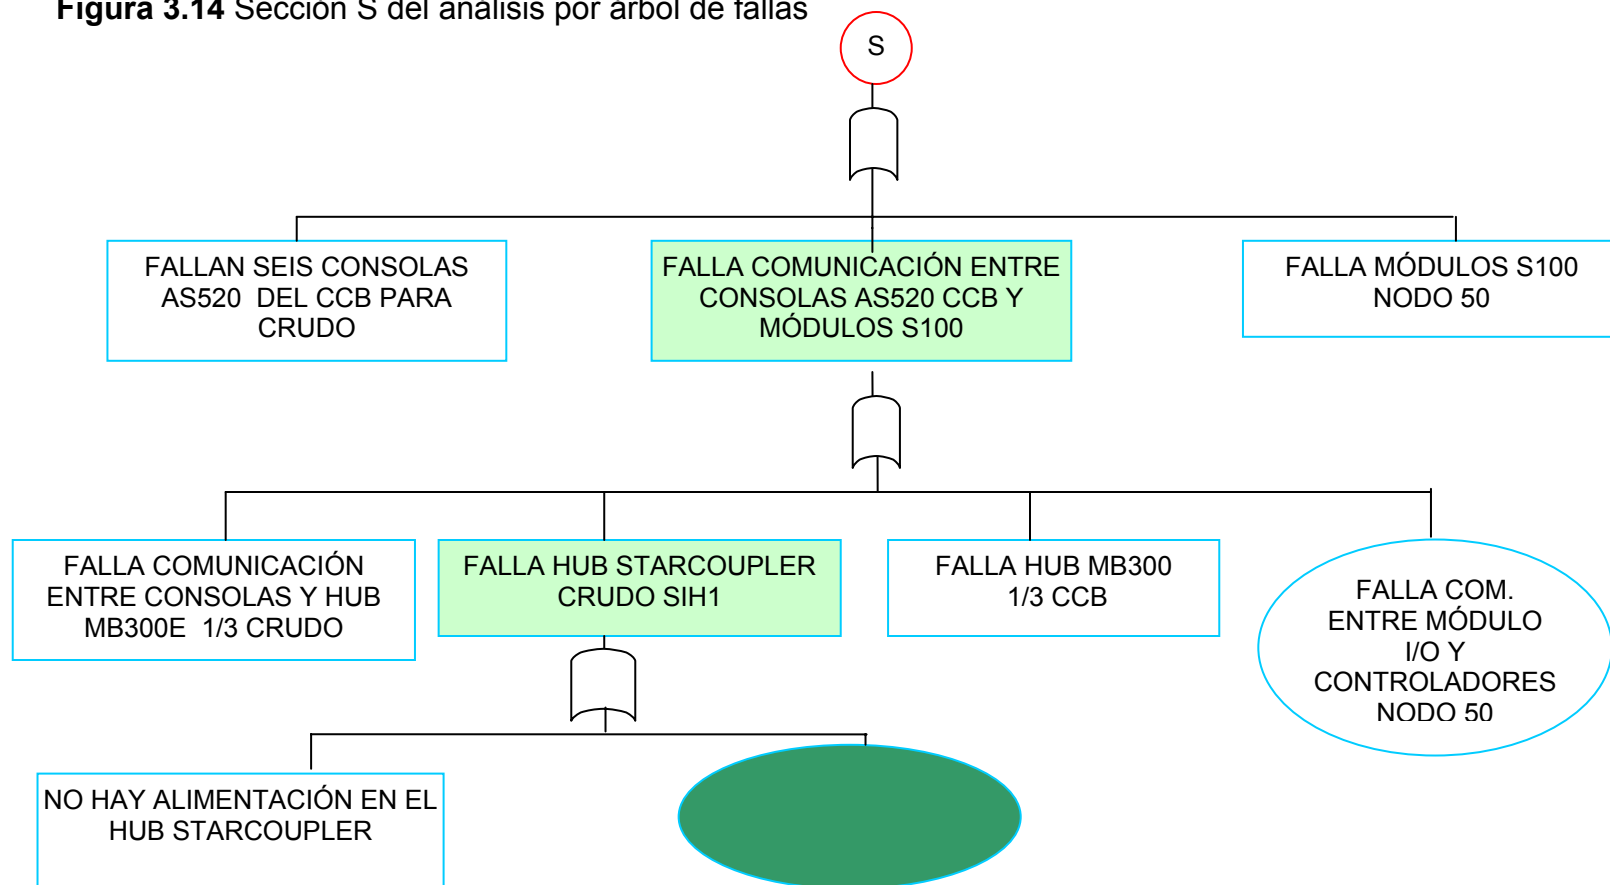 Figura 3.14 Sección S del análisis por árbol de fallas
S
FALLAN SEIS CONSOLAS
AS520 DEL CCB PARA
CRUDO
FALLA COMUNICACIÓN ENTRE
CONSOLAS AS520 CCB Y
MÓDULOS S100
FALLA MÓDULOS S100
NODO 50
FALLA COMUNICACIÓN
ENTRE CONSOLAS Y HUB
MB300E 1/3 CRUDO
FALLA HUB STARCOUPLER
CRUDO SIH1
FALLA HUB MB300
1/3 CCB
FALLA COM.
ENTRE MÓDULO
I/O Y
CONTROLADORES
NODO 50
NO HAY ALIMENTACIÓN EN EL
HUB STARCOUPLER